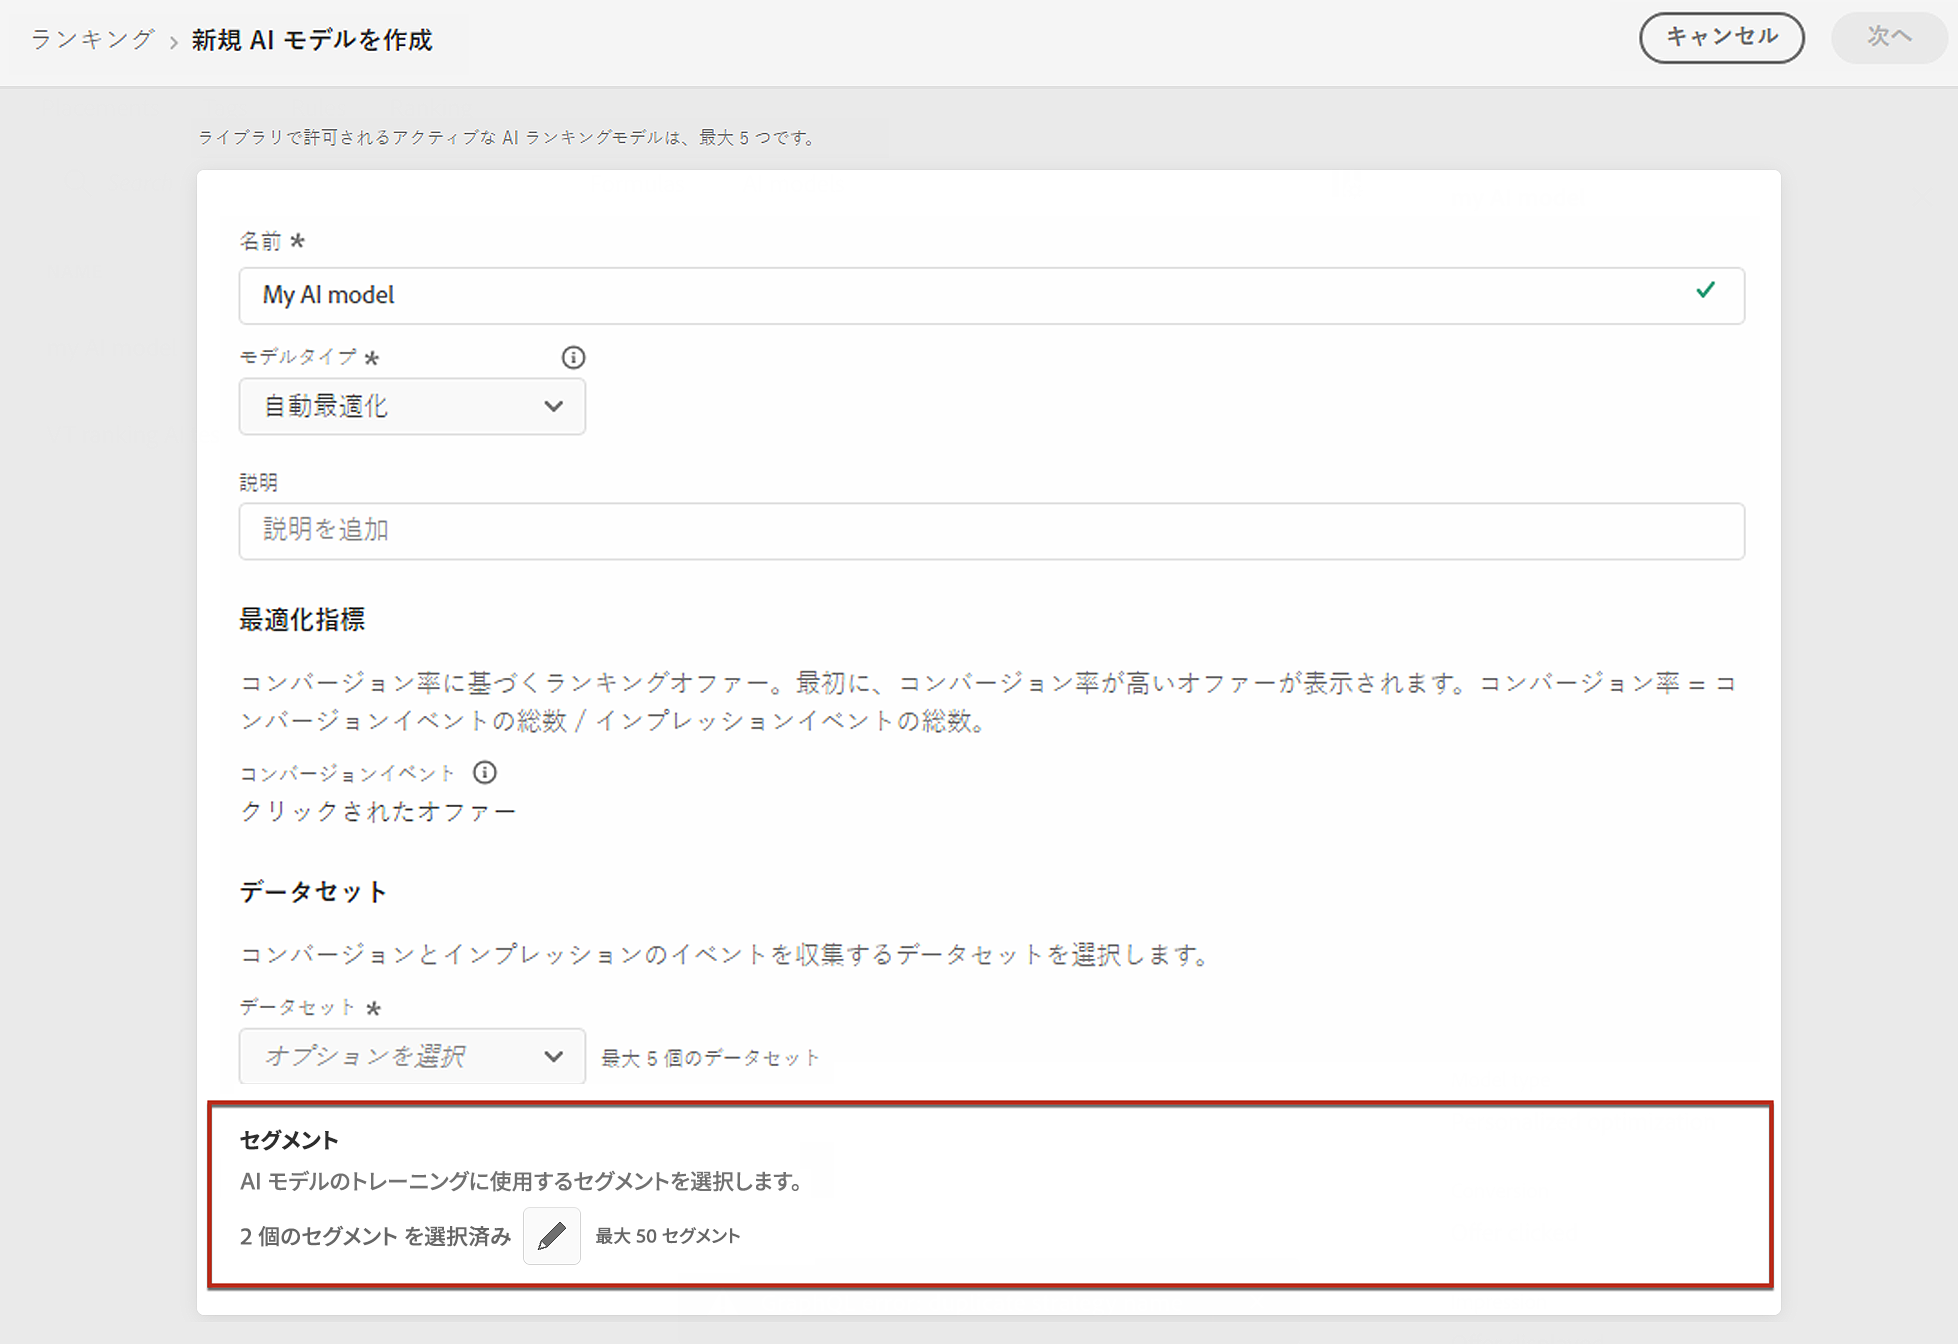 ランキング › 新規 AI モデルを作成
キャンセル
次へ
ライブラリで許可されるアクティブな AI ランキングモデルは、最大 5 つです。
名前 *
My AI model
モデルタイプ *
自動最適化
説明
説明を追加
最適化指標
コンバージョン率に基づくランキングオファー。最初に、コンバージョン率が高いオファーが表示されます。コンバージョン率 = コ
ンバージョンイベントの総数 / インプレッションイベントの総数。
コンバージョンイベント
クリックされたオファー
データセット
コンバージョンとインプレッションのイベントを収集するデータセットを選択します。
データセット *
オプションを選択
最大 5 個のデータセット
セグメント
AI モデルのトレーニングに使用するセグメントを選択します。
2 個のセグメント を選択済み
最大 50 セグメント